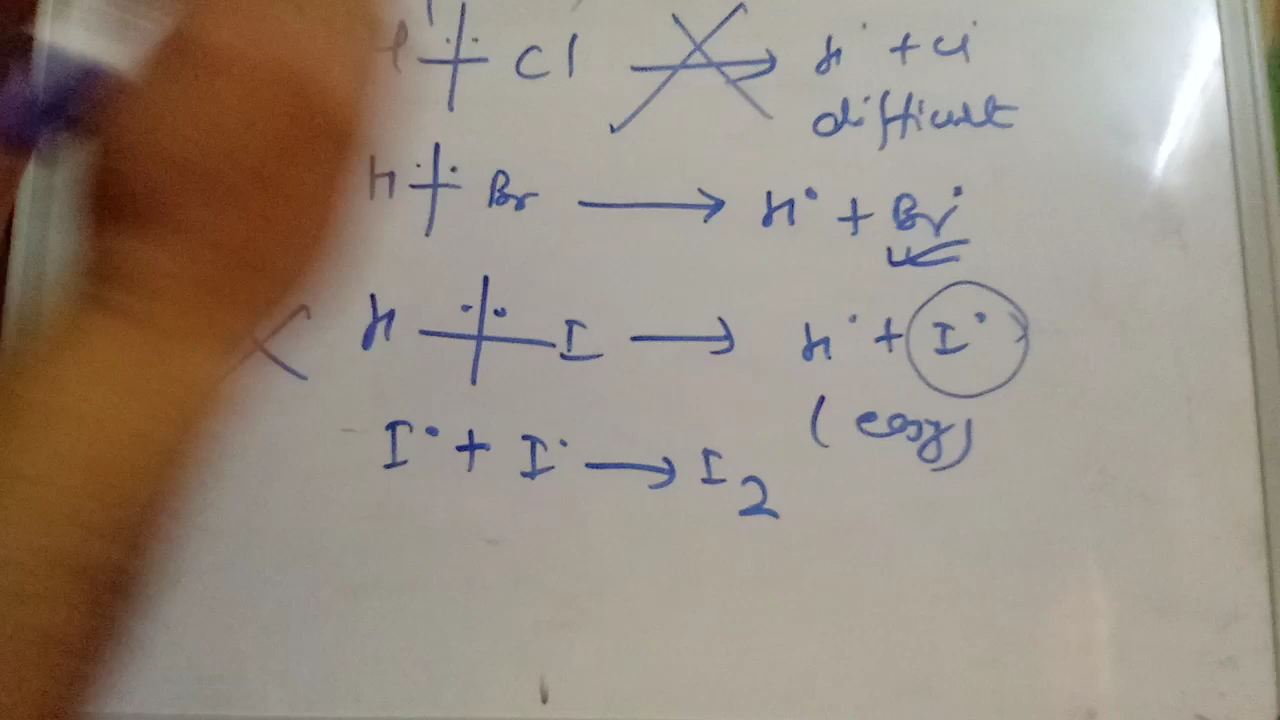 Cl ⟶ H˙ + Cl
difficult
H ÷ Br ⟶ H• + Br•
H — I ⟶ H• + I•
(easy)
I• + I• ⟶ I₂